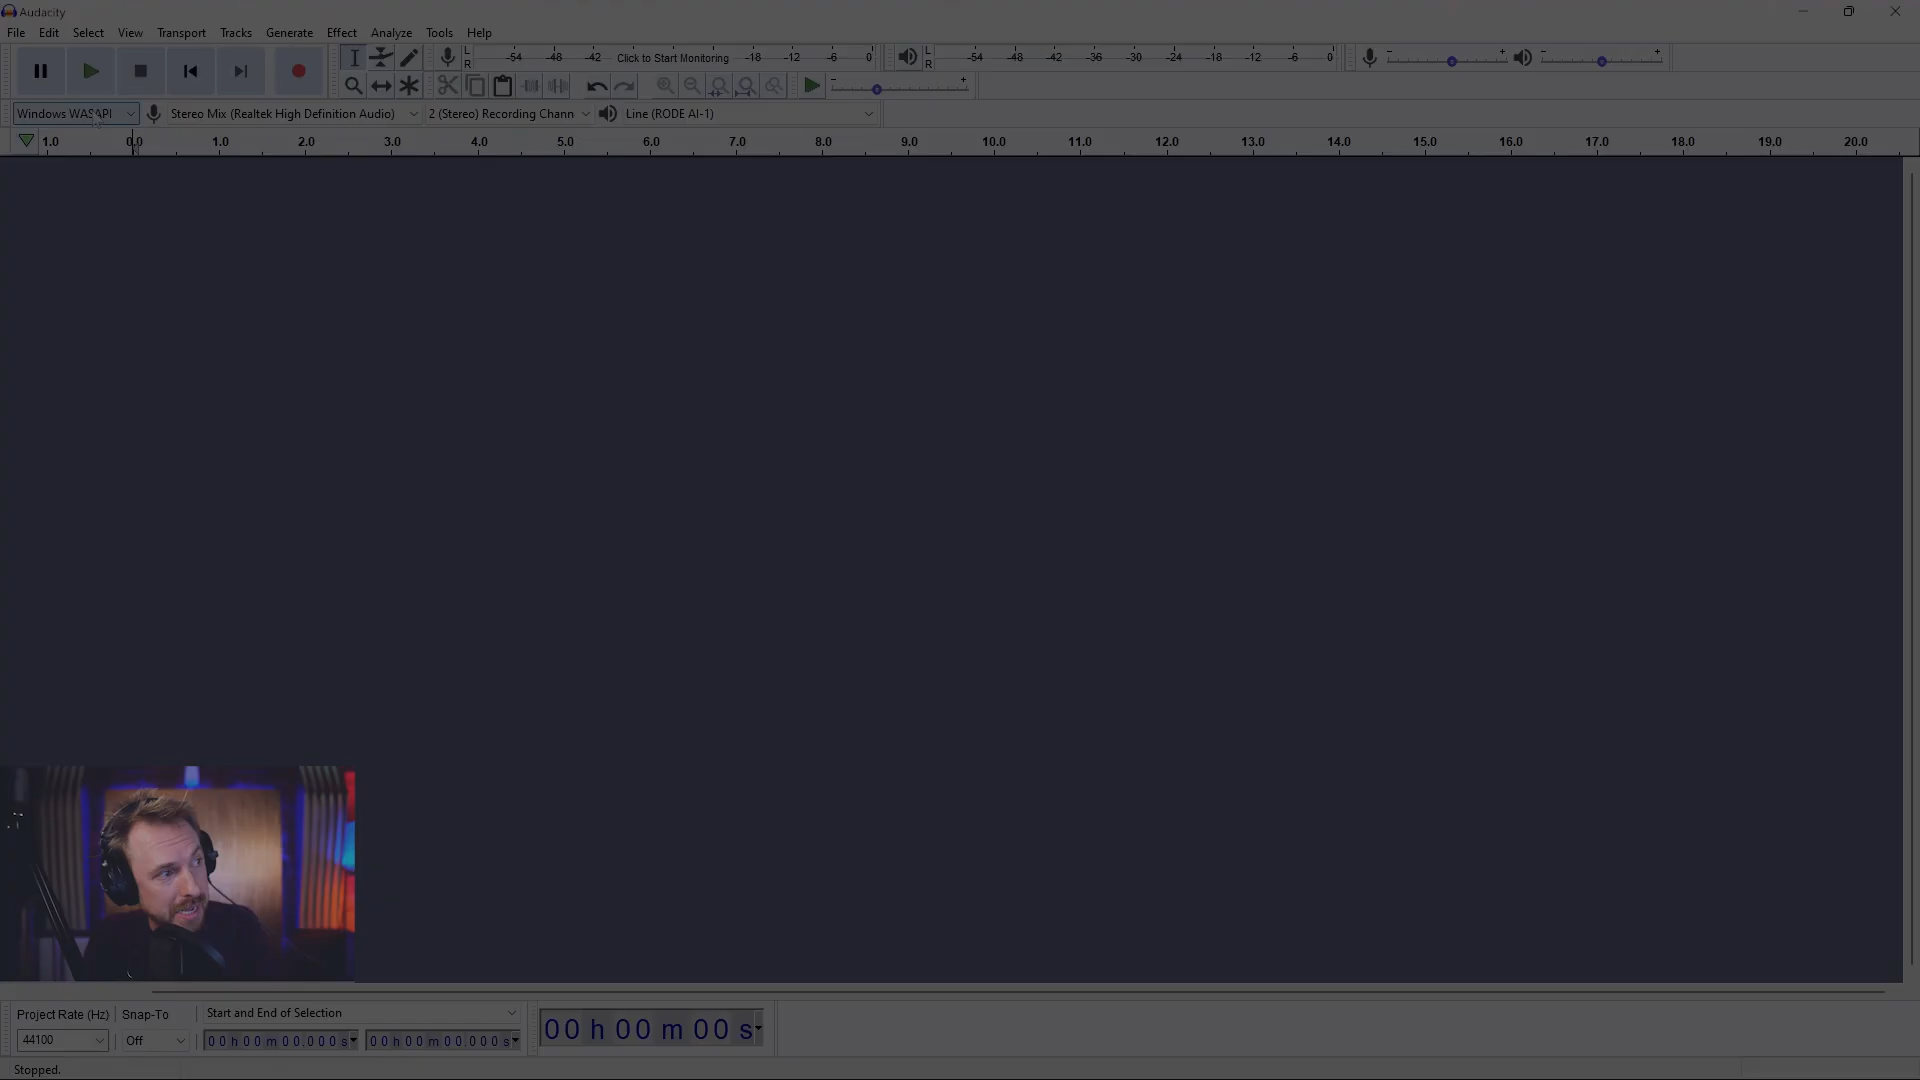 Audacity
File Edit Select View Transport Tracks Generate Effect Analyze Tools Help
L R -54 -48 -42 Click to Start Monitoring -18 -12 -6 0 L R -54 -48 -42 -36 -30 -24 -18 -12 -6 0 - + - +
- +
Windows WASAPI Stereo Mix (Realtek High Definition Audio) 2 (Stereo) Recording Chann Line (RODE AI-1)
1.0 0.0 1.0 2.0 3.0 4.0 5.0 6.0 7.0 8.0 9.0 10.0 11.0 12.0 13.0 14.0 15.0 16.0 17.0 18.0 19.0 20.0
Project Rate (Hz) Snap-To Start and End of Selection
44100 Off 00 h 00 m 00.000 s 00 h 00 m 00.000 s 00 h 00 m 00 s
Stopped.